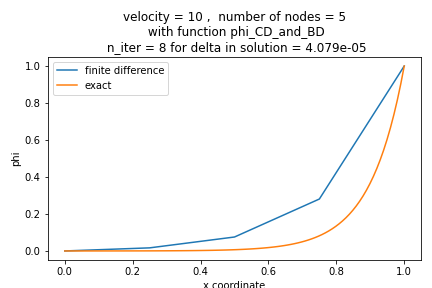 velocity = 10 ,  number of nodes = 5
with function phi_CD_and_BD
n_iter = 8 for delta in solution = 4.079e-05
finite difference
exact
1.0
0.8
0.6
0.4
0.2
0.0
phi
0.0 0.2 0.4 0.6 0.8 1.0
x coordinate